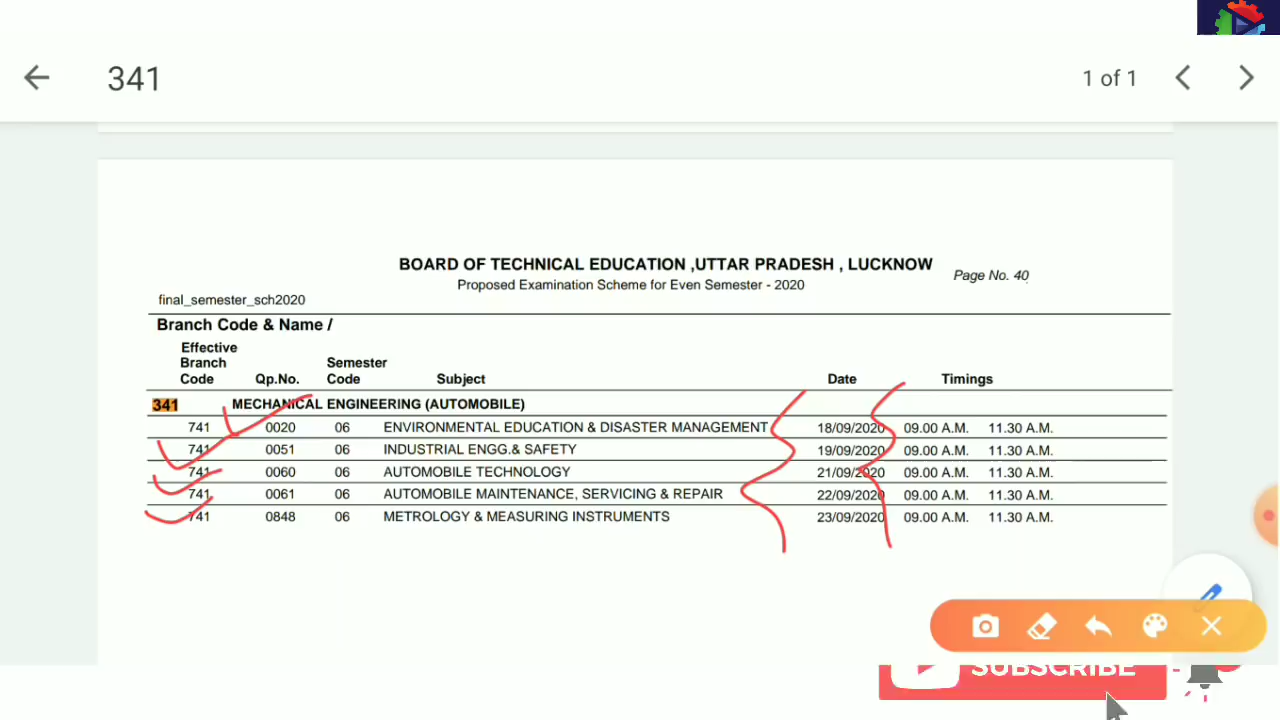 341
1 of 1
BOARD OF TECHNICAL EDUCATION ,UTTAR PRADESH , LUCKNOW
Page No. 40
Proposed Examination Scheme for Even Semester - 2020
final_semester_sch2020
Branch Code & Name /
Effective
Branch
Code
Qp.No.
Semester
Code
Subject
Date
Timings
341 MECHANICAL ENGINEERING (AUTOMOBILE)
741 0020 06 ENVIRONMENTAL EDUCATION & DISASTER MANAGEMENT 18/09/2020 09.00 A.M. 11.30 A.M.
741 0051 06 INDUSTRIAL ENGG.& SAFETY 19/09/2020 09.00 A.M. 11.30 A.M.
741 0060 06 AUTOMOBILE TECHNOLOGY 21/09/2020 09.00 A.M. 11.30 A.M.
741 0061 06 AUTOMOBILE MAINTENANCE, SERVICING & REPAIR 22/09/2020 09.00 A.M. 11.30 A.M.
741 0848 06 METROLOGY & MEASURING INSTRUMENTS 23/09/2020 09.00 A.M. 11.30 A.M.
SUBSCRIBE